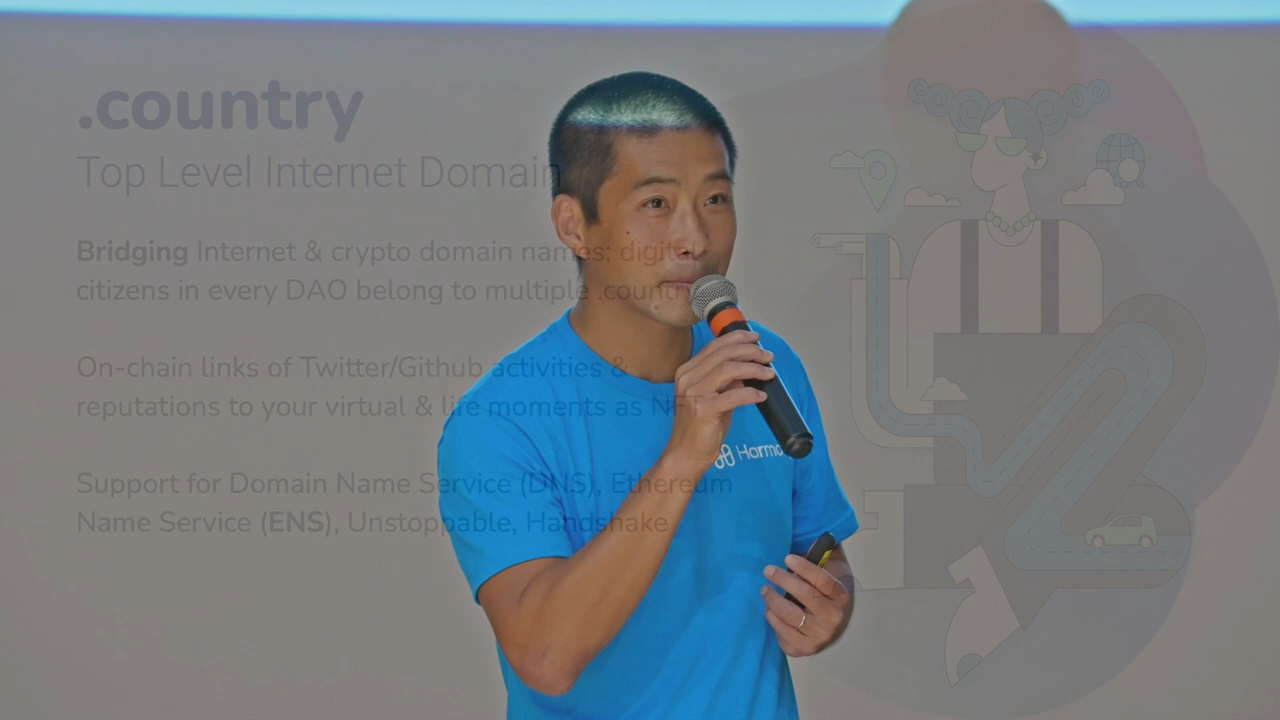 .country
Top Level Internet Domain
Bridging Internet & crypto domain names; digi
citizens in every DAO belong to multiple .country
On-chain links of Twitter/Github activities &
reputations to your virtual & life moments as NFT
Harmo
Support for Domain Name Service (DNS), Ethereum
Name Service (ENS), Unstoppable, Handshake